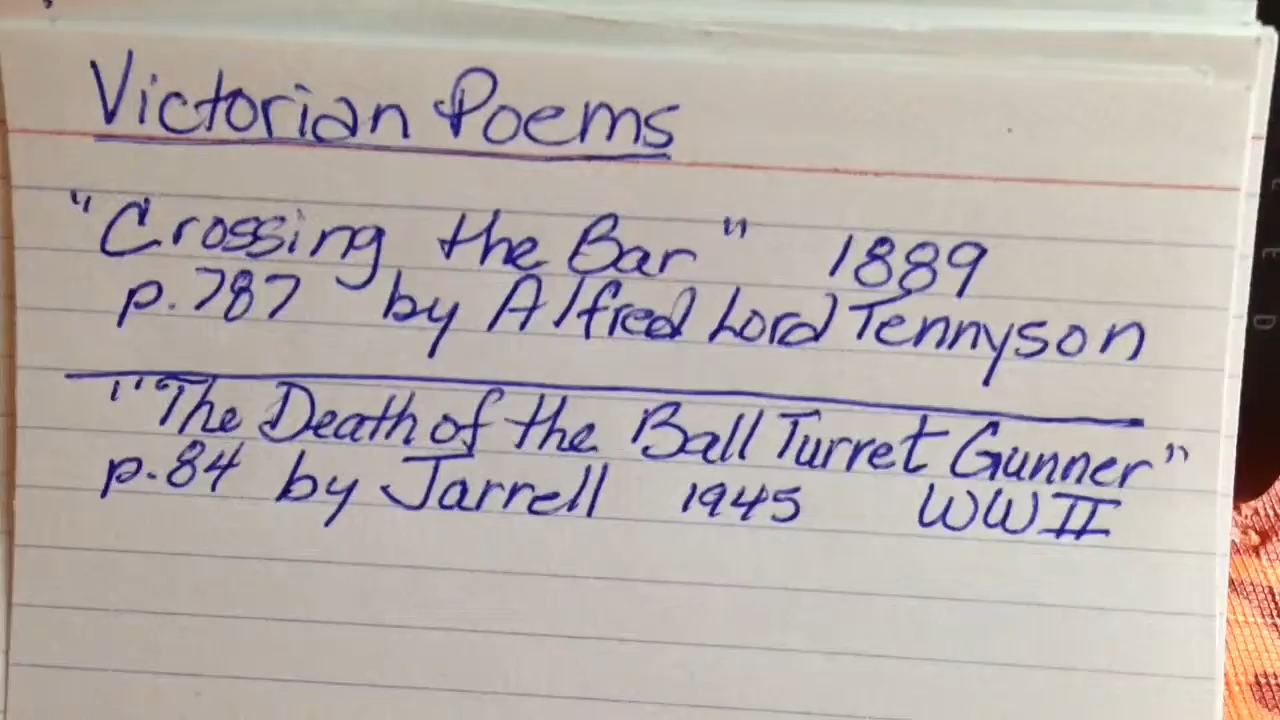 Victorian Poems
"Crossing the Bar" 1889
p.787 by Alfred Lord Tennyson
"The Death of the Ball Turret Gunner"
p.84 by Jarrell 1945 WWII